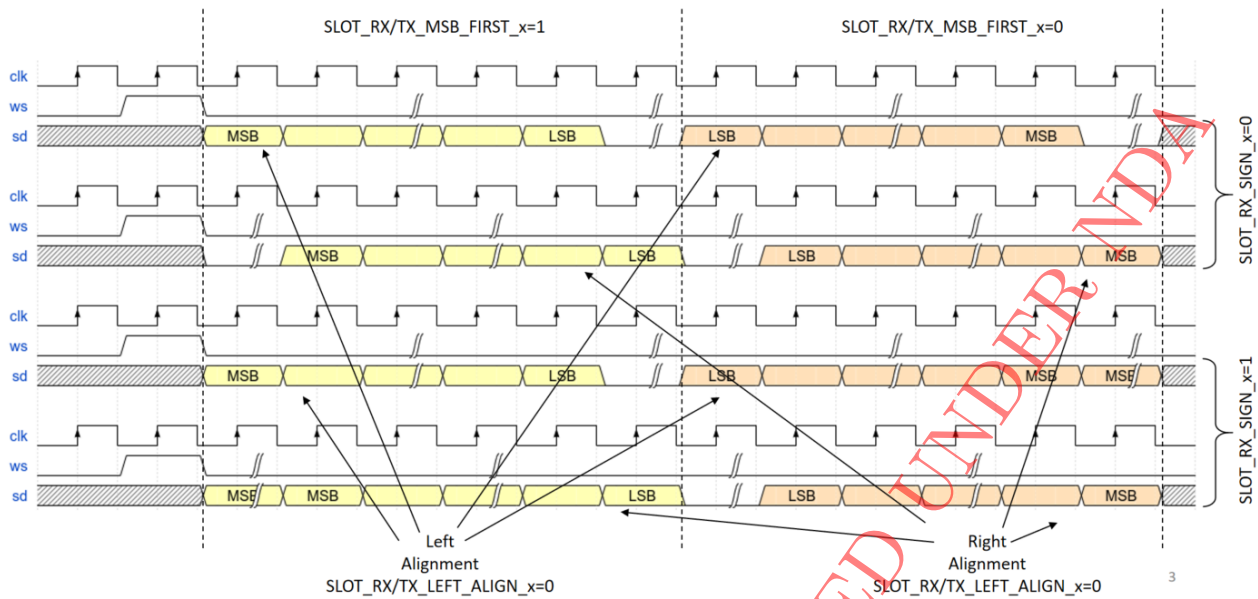 SLOT_RX/TX_MSB_FIRST_x=1 SLOT_RX/TX_MSB_FIRST_x=0
clk
ws
sd MSB LSB LSB MSB
clk
ws
sd MSB LSB LSB MSB
SLOT_RX_SIGN_x=0
clk
ws
sd MSB LSB LSB MSB MSB
clk
ws
sd MSB MSB LSB LSB MSB
SLOT_RX_SIGN_x=1
Left Right
Alignment Alignment
SLOT_RX/TX_LEFT_ALIGN_x=0 SLOT_RX/TX_LEFT_ALIGN_x=0
3
ED UNDER NDA